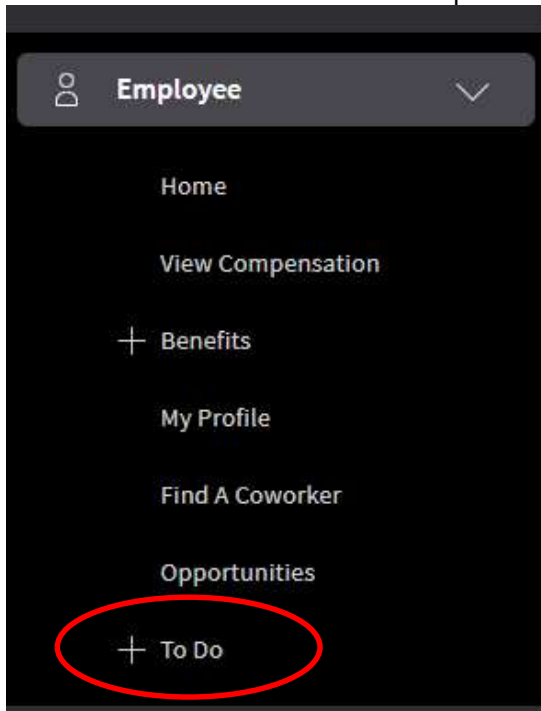 Employee
Home
View Compensation
+ Benefits
My Profile
Find A Coworker
Opportunities
+ To Do